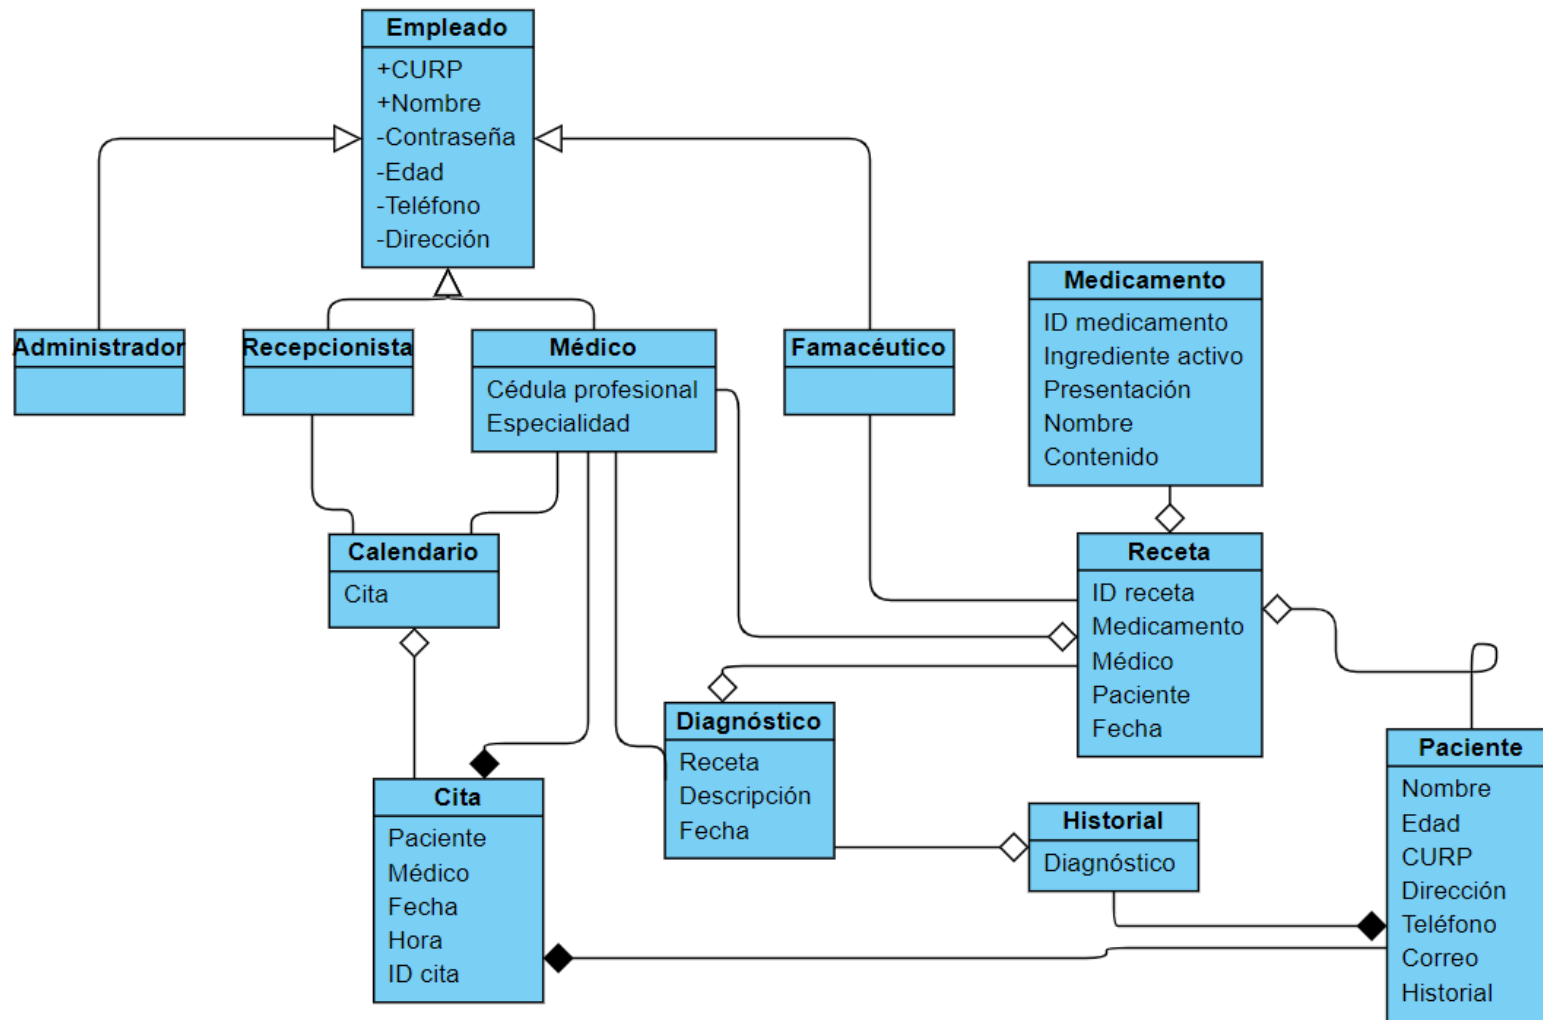 Empleado
+CURP
+Nombre
-Contraseña
-Edad
-Teléfono
-Dirección
Administrador
Recepcionista
Médico
Cédula profesional
Especialidad
Famacéutico
Medicamento
ID medicamento
Ingrediente activo
Presentación
Nombre
Contenido
Calendario
Cita
Receta
ID receta
Medicamento
Médico
Paciente
Fecha
Diagnóstico
Receta
Descripción
Fecha
Cita
Paciente
Médico
Fecha
Hora
ID cita
Historial
Diagnóstico
Paciente
Nombre
Edad
CURP
Dirección
Teléfono
Correo
Historial